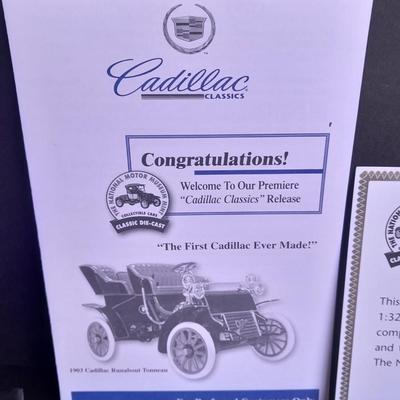 Cadillac
CLASSICS
Congratulations!
Welcome To Our Premiere
"Cadillac Classics" Release
THE NATIONAL MOTOR MUSEUM MINT
COLLECTIBLE CARS
CLASSIC DIE-CAST
"The First Cadillac Ever Made!"
1903 Cadillac Runabout Tonneau
This
1:32
comp
and t
The N